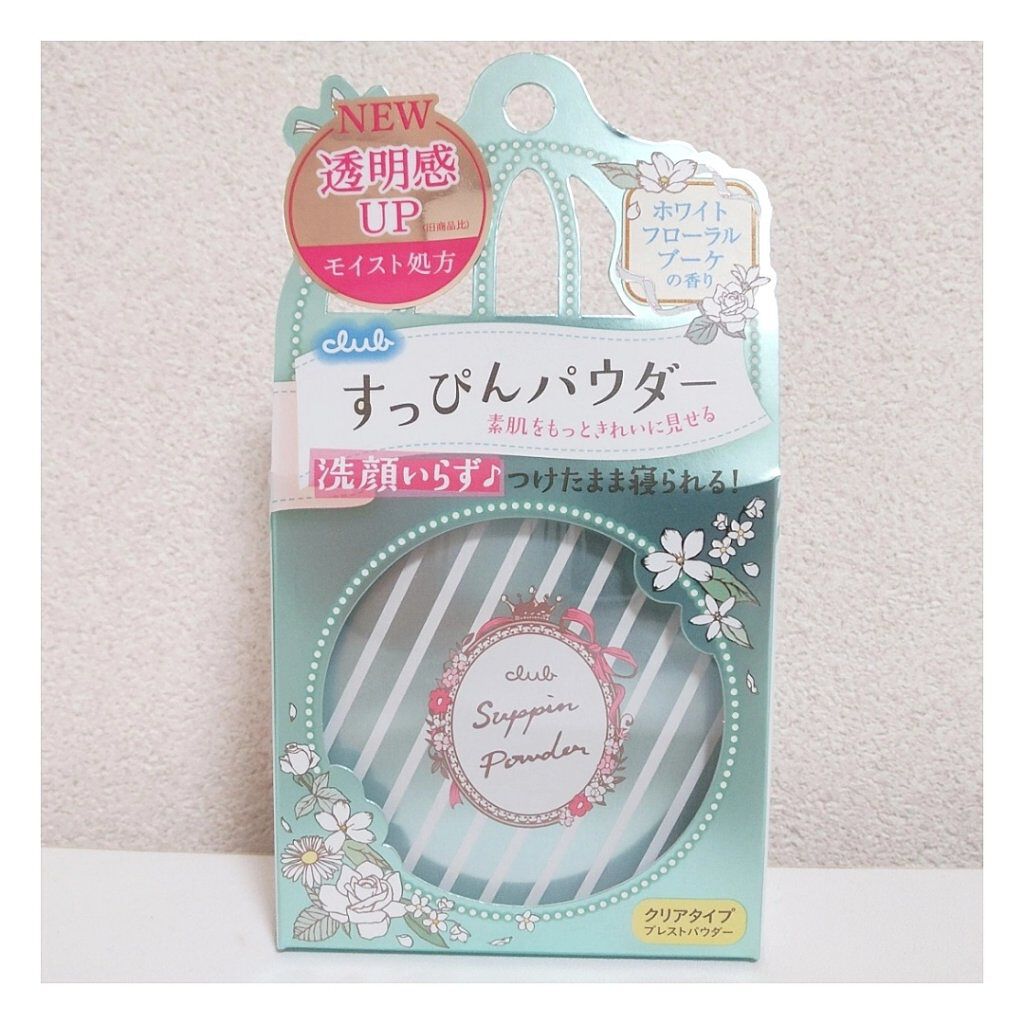 NEW
透明感
UP
(旧商品比)
モイスト処方
ホワイト
フローラル
ブーケ
の香り
club
すっぴんパウダー
素肌をもっときれいに見せる
洗顔いらず♪つけたまま寝られる!
club
Suppin
Powder
クリアタイプ
プレストパウダー